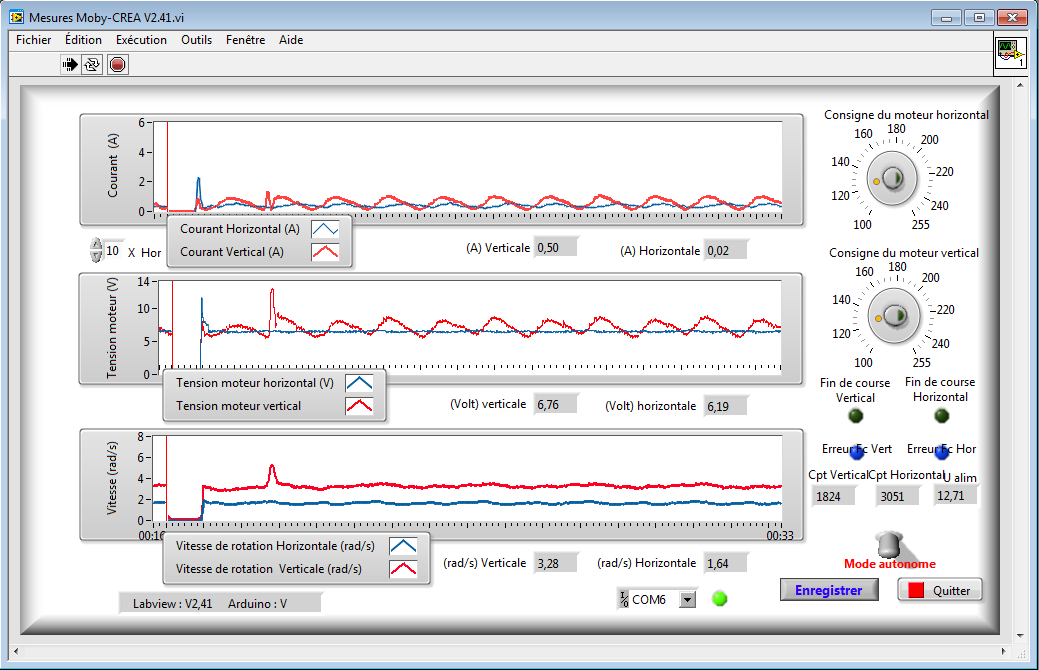 Mesures Moby-CREA V2.41.vi
Fichier Édition Exécution Outils Fenêtre Aide
1
Courant (A)
6
4
2
0
Courant Horizontal (A)
Courant Vertical (A)
10 X Hor
(A) Verticale 0,50
(A) Horizontale 0,02
Consigne du moteur horizontal
100 120 140 160 180 200 220 240 255
Tension moteur (V)
14
10
5
0
Tension moteur horizontal (V)
Tension moteur vertical
(Volt) verticale 6,76
(Volt) horizontale 6,19
Consigne du moteur vertical
100 120 140 160 180 200 220 240 255
Fin de course
Vertical
Fin de course
Horizontal
Erreur Fc Vert
Erreur Fc Hor
Cpt Vertical
1824
Cpt Horizontal
3051
U alim
12,71
Vitesse (rad/s)
8
6
4
2
0
00:16
00:33
Vitesse de rotation Horizontale (rad/s)
Vitesse de rotation Verticale (rad/s)
(rad/s) Verticale 3,28
(rad/s) Horizontale 1,64
Mode autonome
Labview : V2,41 Arduino : V
I/O COM6
Enregistrer
Quitter